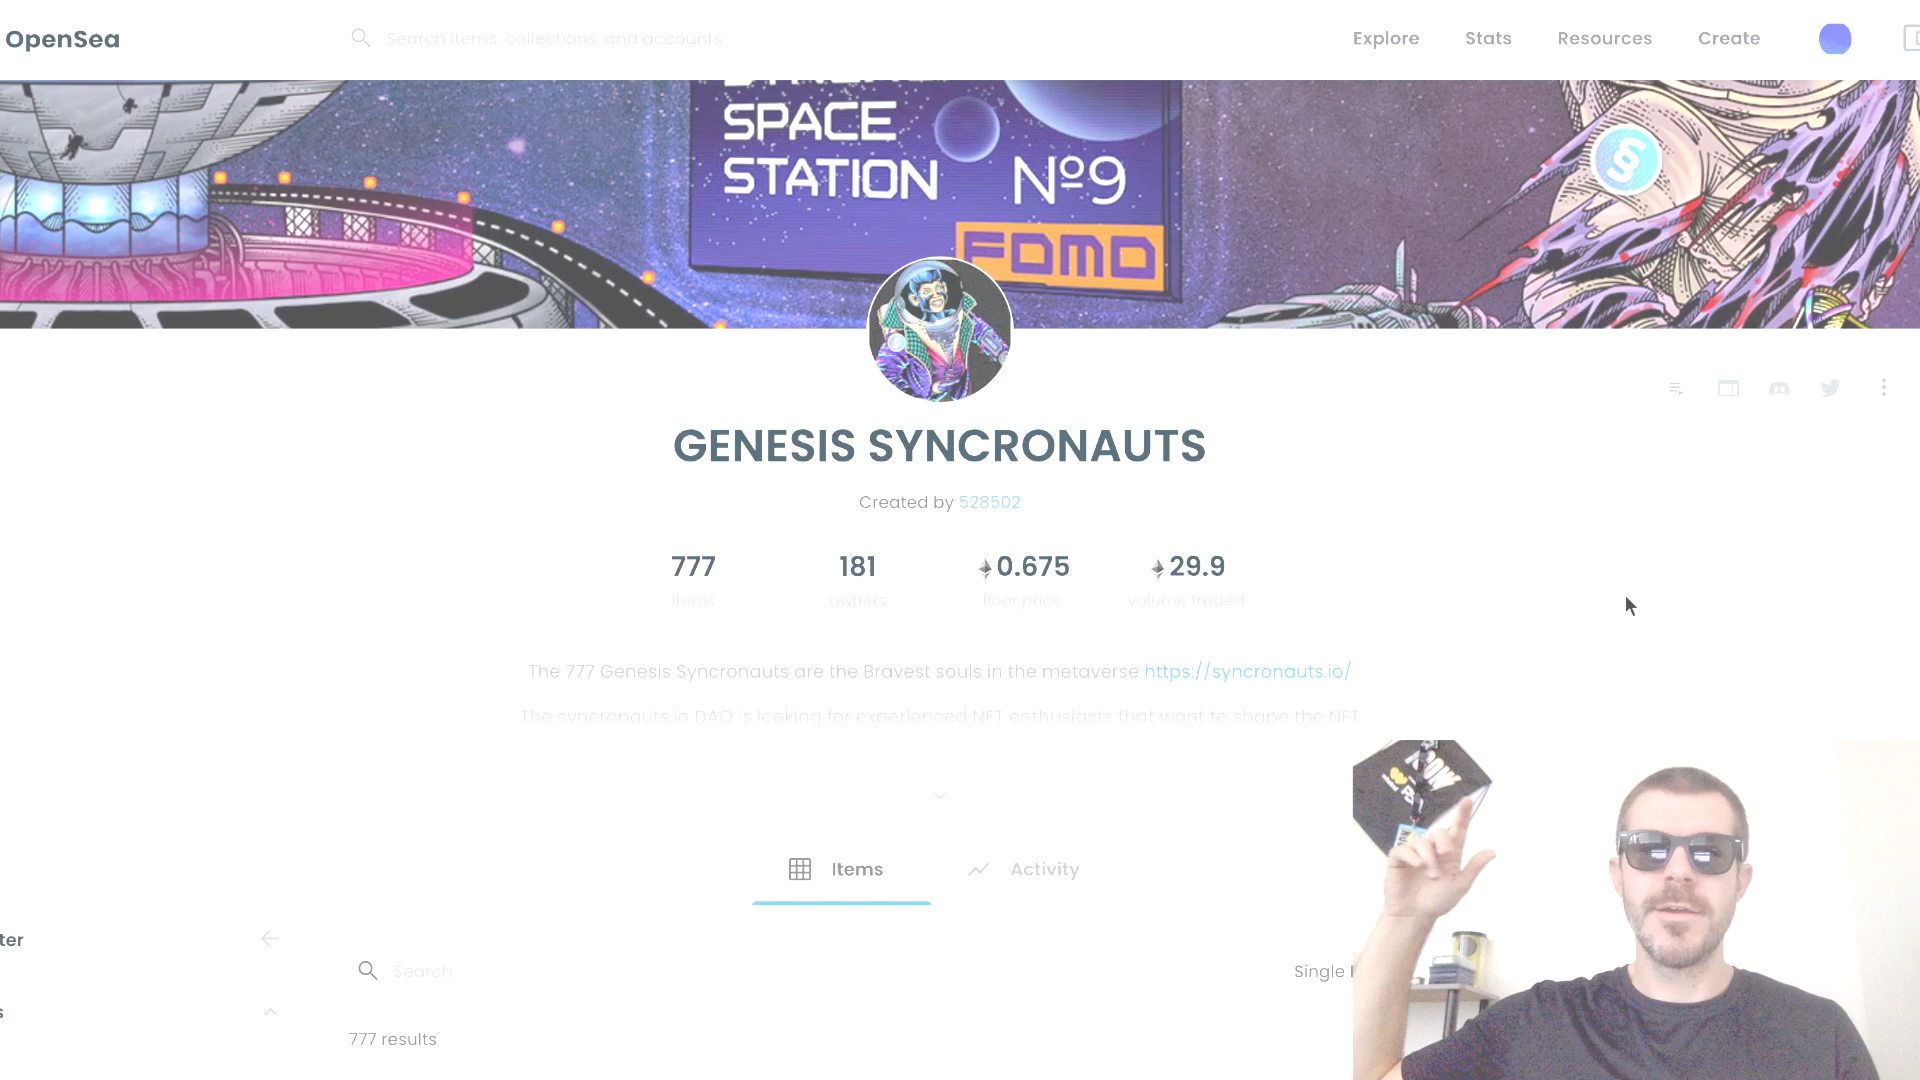 OpenSea
Search items, collections, and accounts
Explore
Stats
Resources
Create
SPACE
STATION Nº9
FOMO
GENESIS SYNCRONAUTS
Created by 528502
777
181
0.675
29.9
items
owners
floor price
volume traded
The 777 Genesis Syncronauts are the Bravest souls in the metaverse https://syncronauts.io/
The syncronauts.io DAO is looking for experienced NFT enthusiasts that want to shape the NFT
Items
Activity
ter
Search
Single I
s
777 results